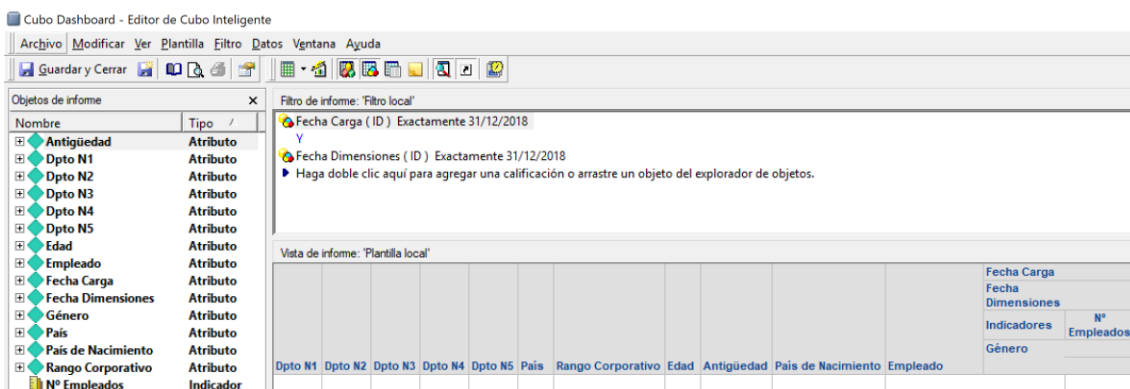 Cubo Dashboard - Editor de Cubo Inteligente
Archivo Modificar Ver Plantilla Filtro Datos Ventana Ayuda
Guardar y Cerrar
Objetos de informe
Nombre Tipo
Antigüedad Atributo
Dpto N1 Atributo
Dpto N2 Atributo
Dpto N3 Atributo
Dpto N4 Atributo
Dpto N5 Atributo
Edad Atributo
Empleado Atributo
Fecha Carga Atributo
Fecha Dimensiones Atributo
Género Atributo
País Atributo
País de Nacimiento Atributo
Rango Corporativo Atributo
Nº Empleados Indicador
Filtro de informe: 'Filtro local'
Fecha Carga ( ID ) Exactamente 31/12/2018
Y
Fecha Dimensiones ( ID ) Exactamente 31/12/2018
Haga doble clic aquí para agregar una calificación o arrastre un objeto del explorador de objetos.
Vista de informe: 'Plantilla local'
Fecha Carga
Fecha
Dimensiones
Indicadores Nº
Empleados
Género
Dpto N1 Dpto N2 Dpto N3 Dpto N4 Dpto N5 País Rango Corporativo Edad Antigüedad País de Nacimiento Empleado